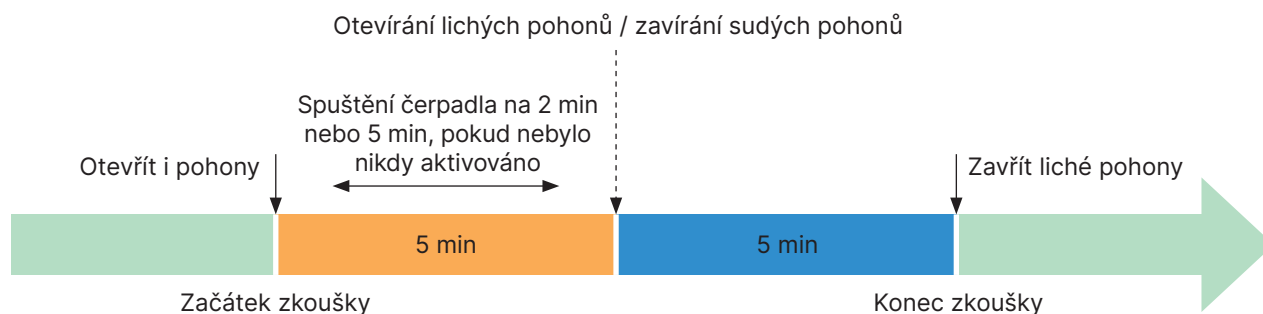 Otevírání lichých pohonů / zavírání sudých pohonů
Spuštění čerpadla na 2 min
nebo 5 min, pokud nebylo
nikdy aktivováno
Otevřít i pohony
Zavřít liché pohony
5 min
5 min
Začátek zkoušky
Konec zkoušky